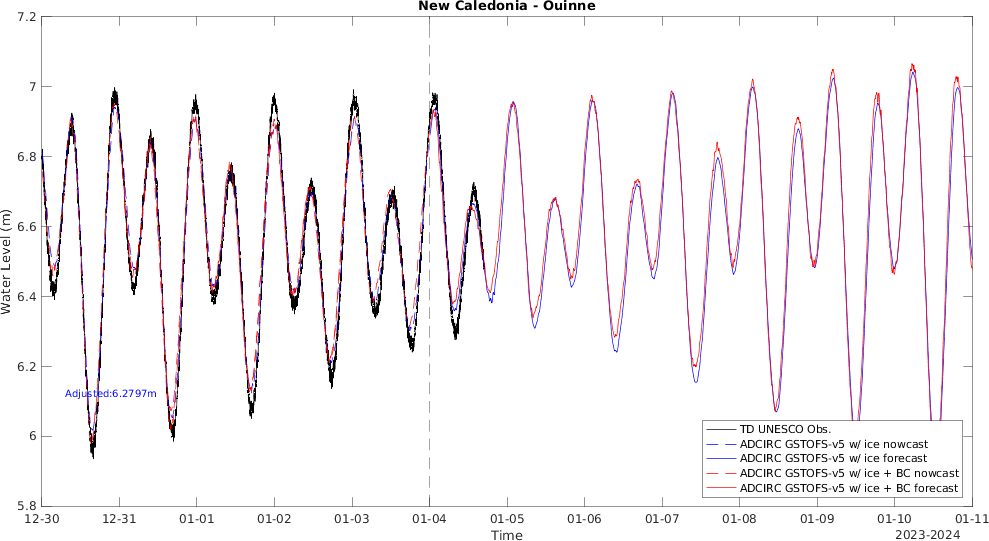 New Caledonia - Ouinne
Water Level (m)
7.2
7
6.8
6.6
6.4
6.2
6
5.8
Adjusted:6.2797m
TD UNESCO Obs.
ADCIRC GSTOFS-v5 w/ ice nowcast
ADCIRC GSTOFS-v5 w/ ice forecast
ADCIRC GSTOFS-v5 w/ ice + BC nowcast
ADCIRC GSTOFS-v5 w/ ice + BC forecast
12-30 12-31 01-01 01-02 01-03 01-04 01-05 01-06 01-07 01-08 01-09 01-10 01-11
Time
2023-2024